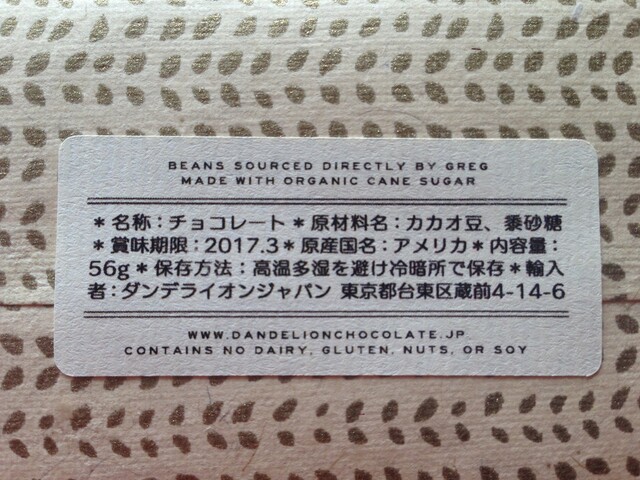 BEANS SOURCED DIRECTLY BY GREG
MADE WITH ORGANIC CANE SUGAR
＊名称：チョコレート＊原材料名：カカオ豆、黍砂糖
＊賞味期限：2017.3＊原産国名：アメリカ＊内容量：
56g＊保存方法：高温多湿を避け冷暗所で保存＊輸入
者：ダンデライオンジャパン 東京都台東区蔵前4-14-6
WWW.DANDELIONCHOCOLATE.JP
CONTAINS NO DAIRY, GLUTEN, NUTS, OR SOY